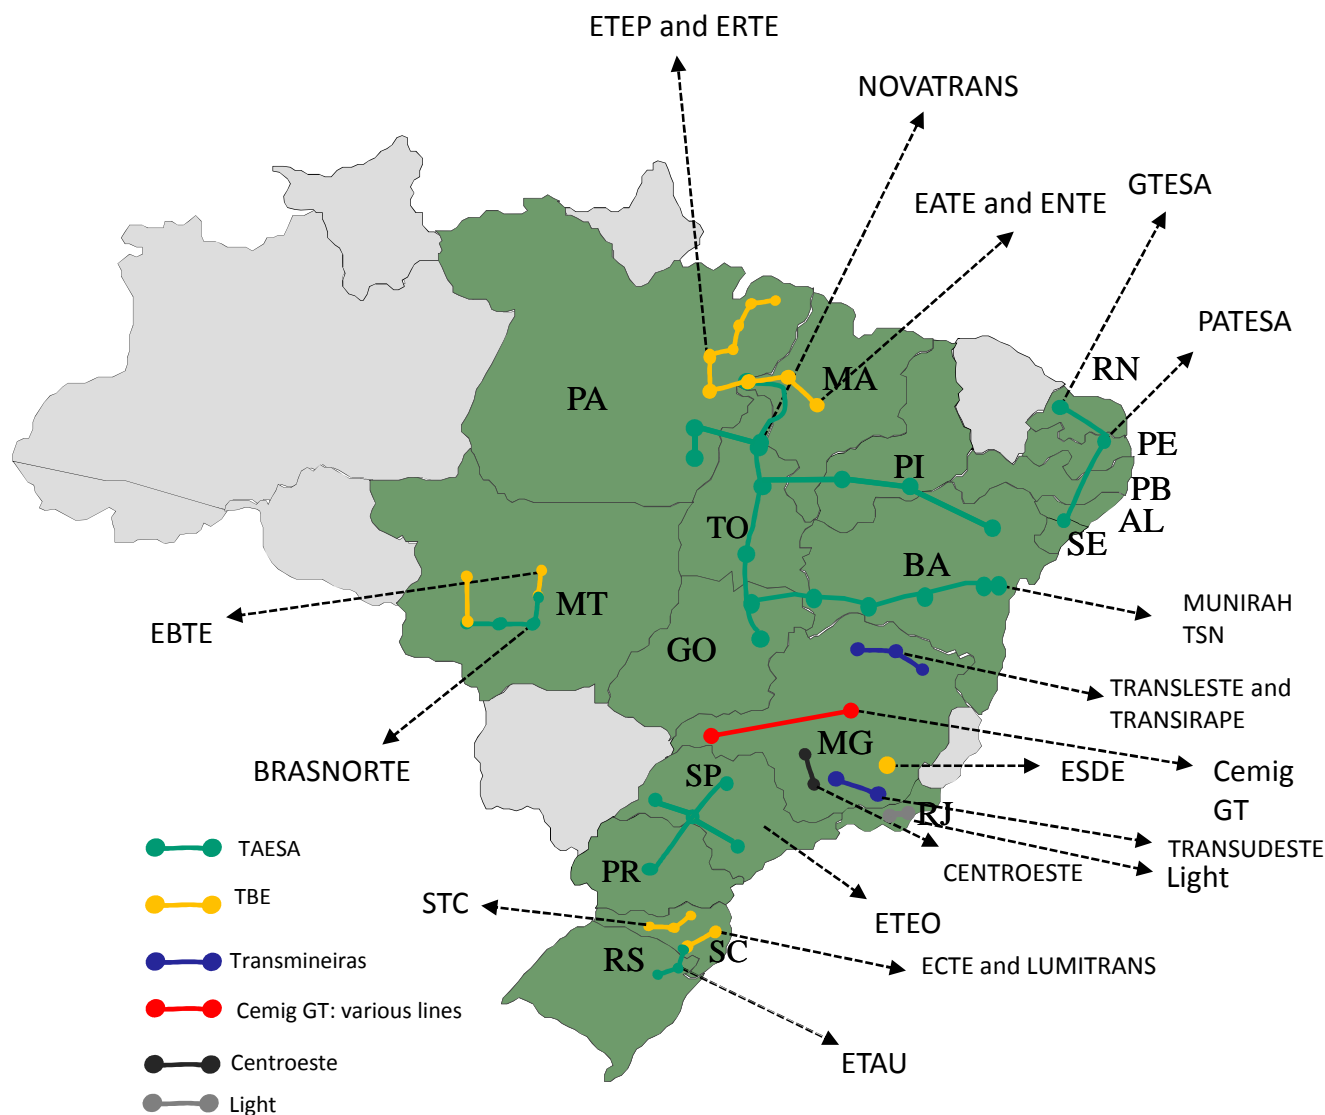 ETEP and ERTE
NOVATRANS
GTESA
EATE and ENTE
PATESA
RN
MA
PA
PE
PI
PB
AL
TO
SE
BA
MT
MUNIRAH
TSN
EBTE
GO
TRANSLESTE and
TRANSIRAPE
MG
BRASNORTE
SP
ESDE
Cemig
GT
RJ
TRANSUDESTE
TAESA
CENTROESTE
Light
PR
TBE
STC
ETEO
SC
RS
Transmineiras
ECTE and LUMITRANS
Cemig GT: various lines
ETAU
Centroeste
Light